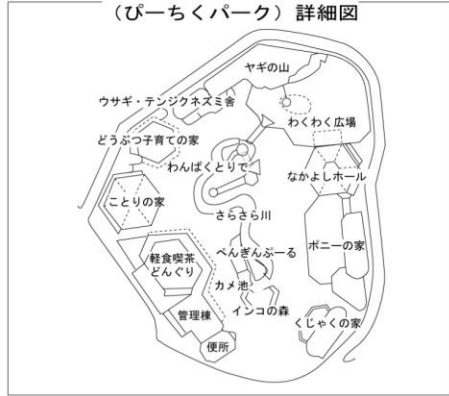 (ぴーちくパーク) 詳細図
ヤギの山
ウサギ・テンジクネズミ舎
わくわく広場
どうぶつ子育ての家
わんぱくとりで
なかよしホール
ことりの家
さらさら川
ぺんぎんぷーる
ポニーの家
軽食喫茶
どんぐり
カメ池
インコの森
管理棟
くじゃくの家
便所